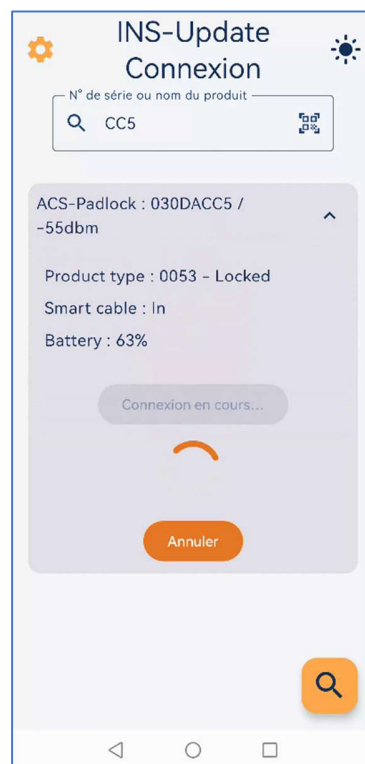 INS-Update
Connexion
N° de série ou nom du produit
CC5
ACS-Padlock : 030DACC5 /
-55dbm
Product type : 0053 - Locked
Smart cable : In
Battery : 63%
Connexion en cours...
Annuler